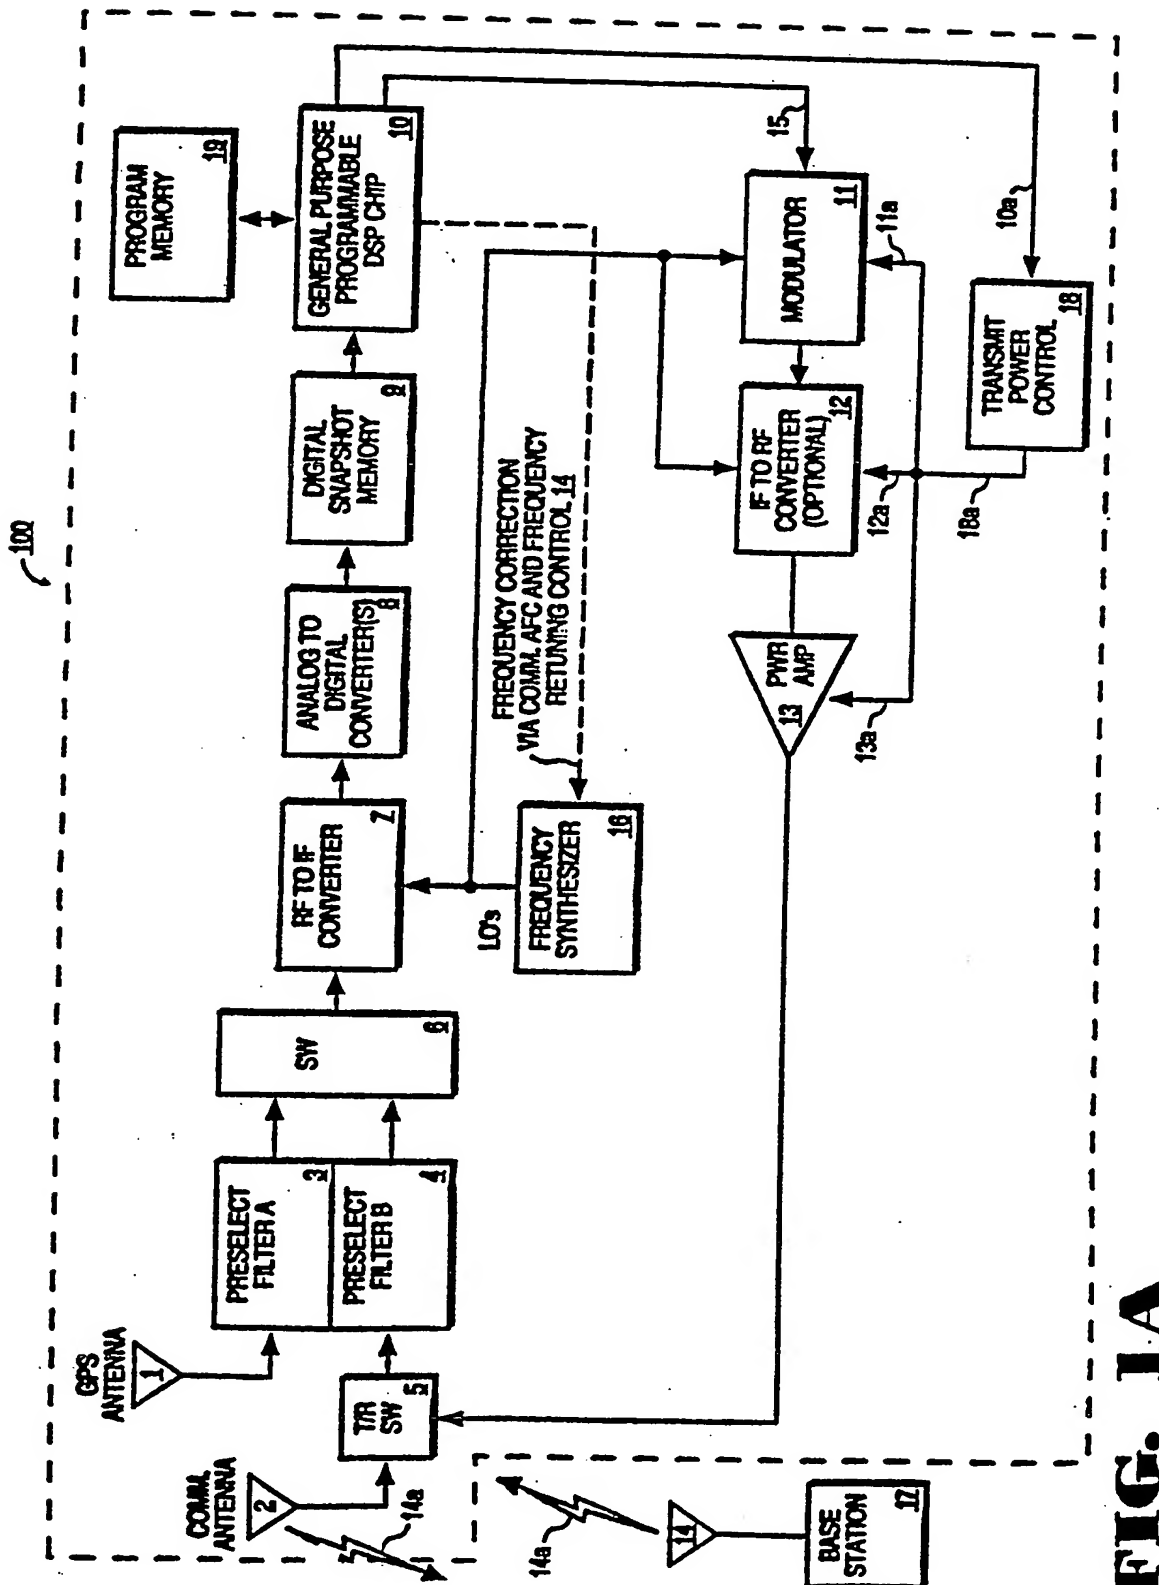 100
GPS
ANTENNA
1
COMM.
ANTENNA
2
14a
T/R
SW
5
PRESELECT
FILTER A
3
PRESELECT
FILTER B
4
SW
6
RF TO IF
CONVERTER
7
ANALOG TO
DIGITAL
CONVERTER(S)
8
DIGITAL
SNAPSHOT
MEMORY
9
GENERAL PURPOSE
PROGRAMMABLE
DSP CHIP
10
PROGRAM
MEMORY
19
LO's
FREQUENCY
SYNTHESIZER
16
FREQUENCY CORRECTION
VIA COMM. AFC AND FREQUENCY
RETUNING CONTROL 14
15
MODULATOR
11
11a
IF TO RF
CONVERTER
(OPTIONAL)
12
12a
PWR
AMP
13
13a
10a
TRANSMIT
POWER
CONTROL
18
18a
14a
14
BASE
STATION
17
FIG. 1A